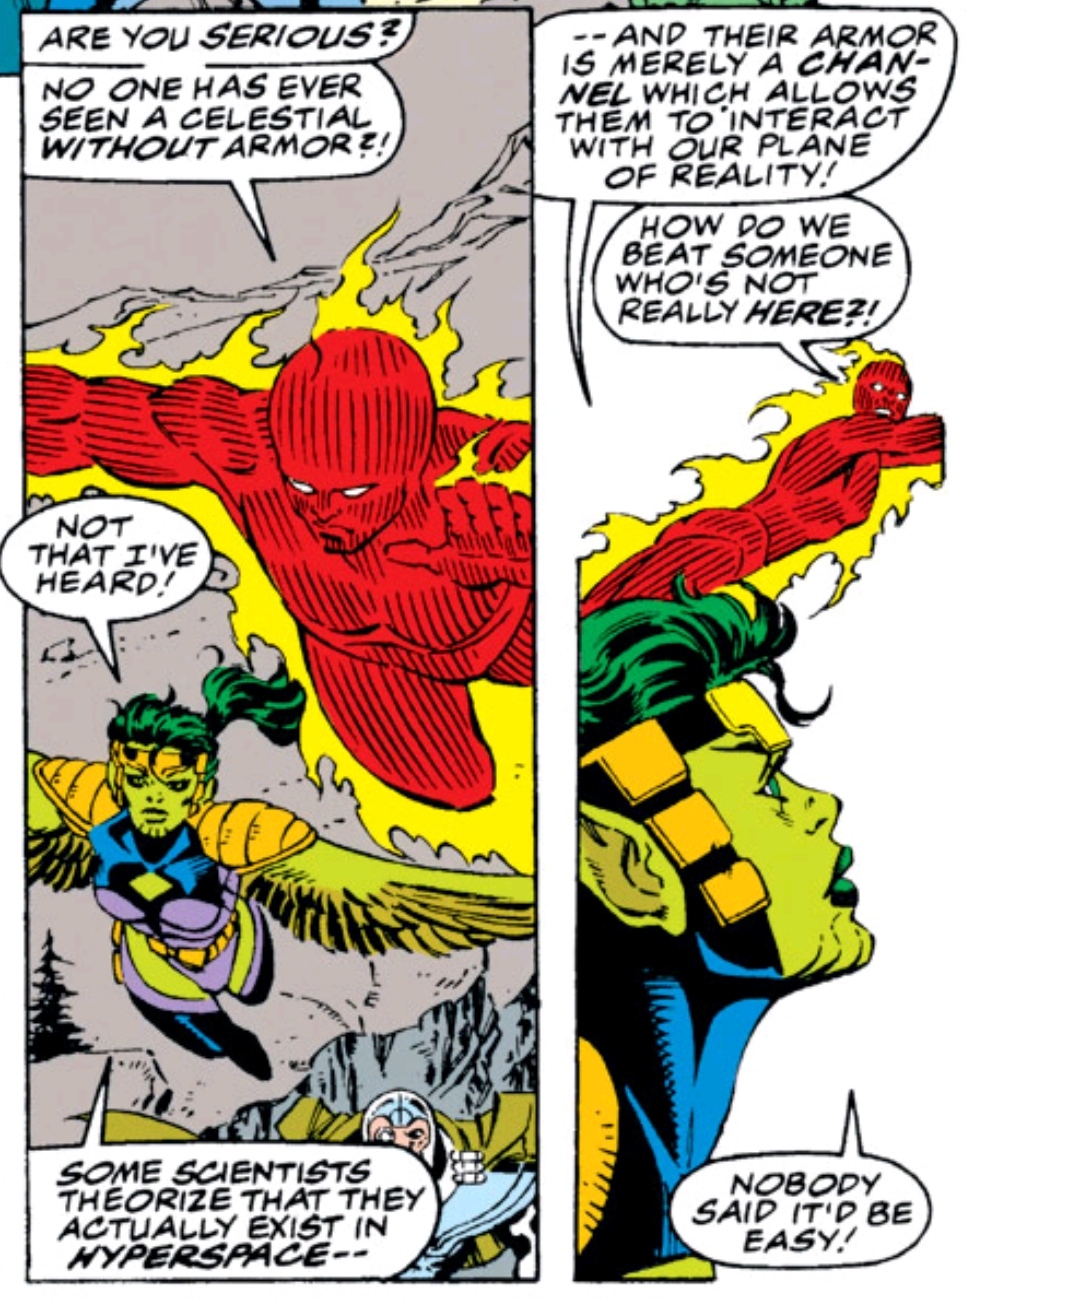 ARE YOU SERIOUS?
NO ONE HAS EVER
SEEN A CELESTIAL
WITHOUT ARMOR?!
NOT
THAT I'VE
HEARD!
SOME SCIENTISTS
THEORIZE THAT THEY
ACTUALLY EXIST IN
HYPERSPACE--
--AND THEIR ARMOR
IS MERELY A CHAN-
NEL WHICH ALLOWS
THEM TO INTERACT
WITH OUR PLANE
OF REALITY!
HOW DO WE
BEAT SOMEONE
WHO'S NOT
REALLY HERE?!
NOBODY
SAID IT'D BE
EASY!